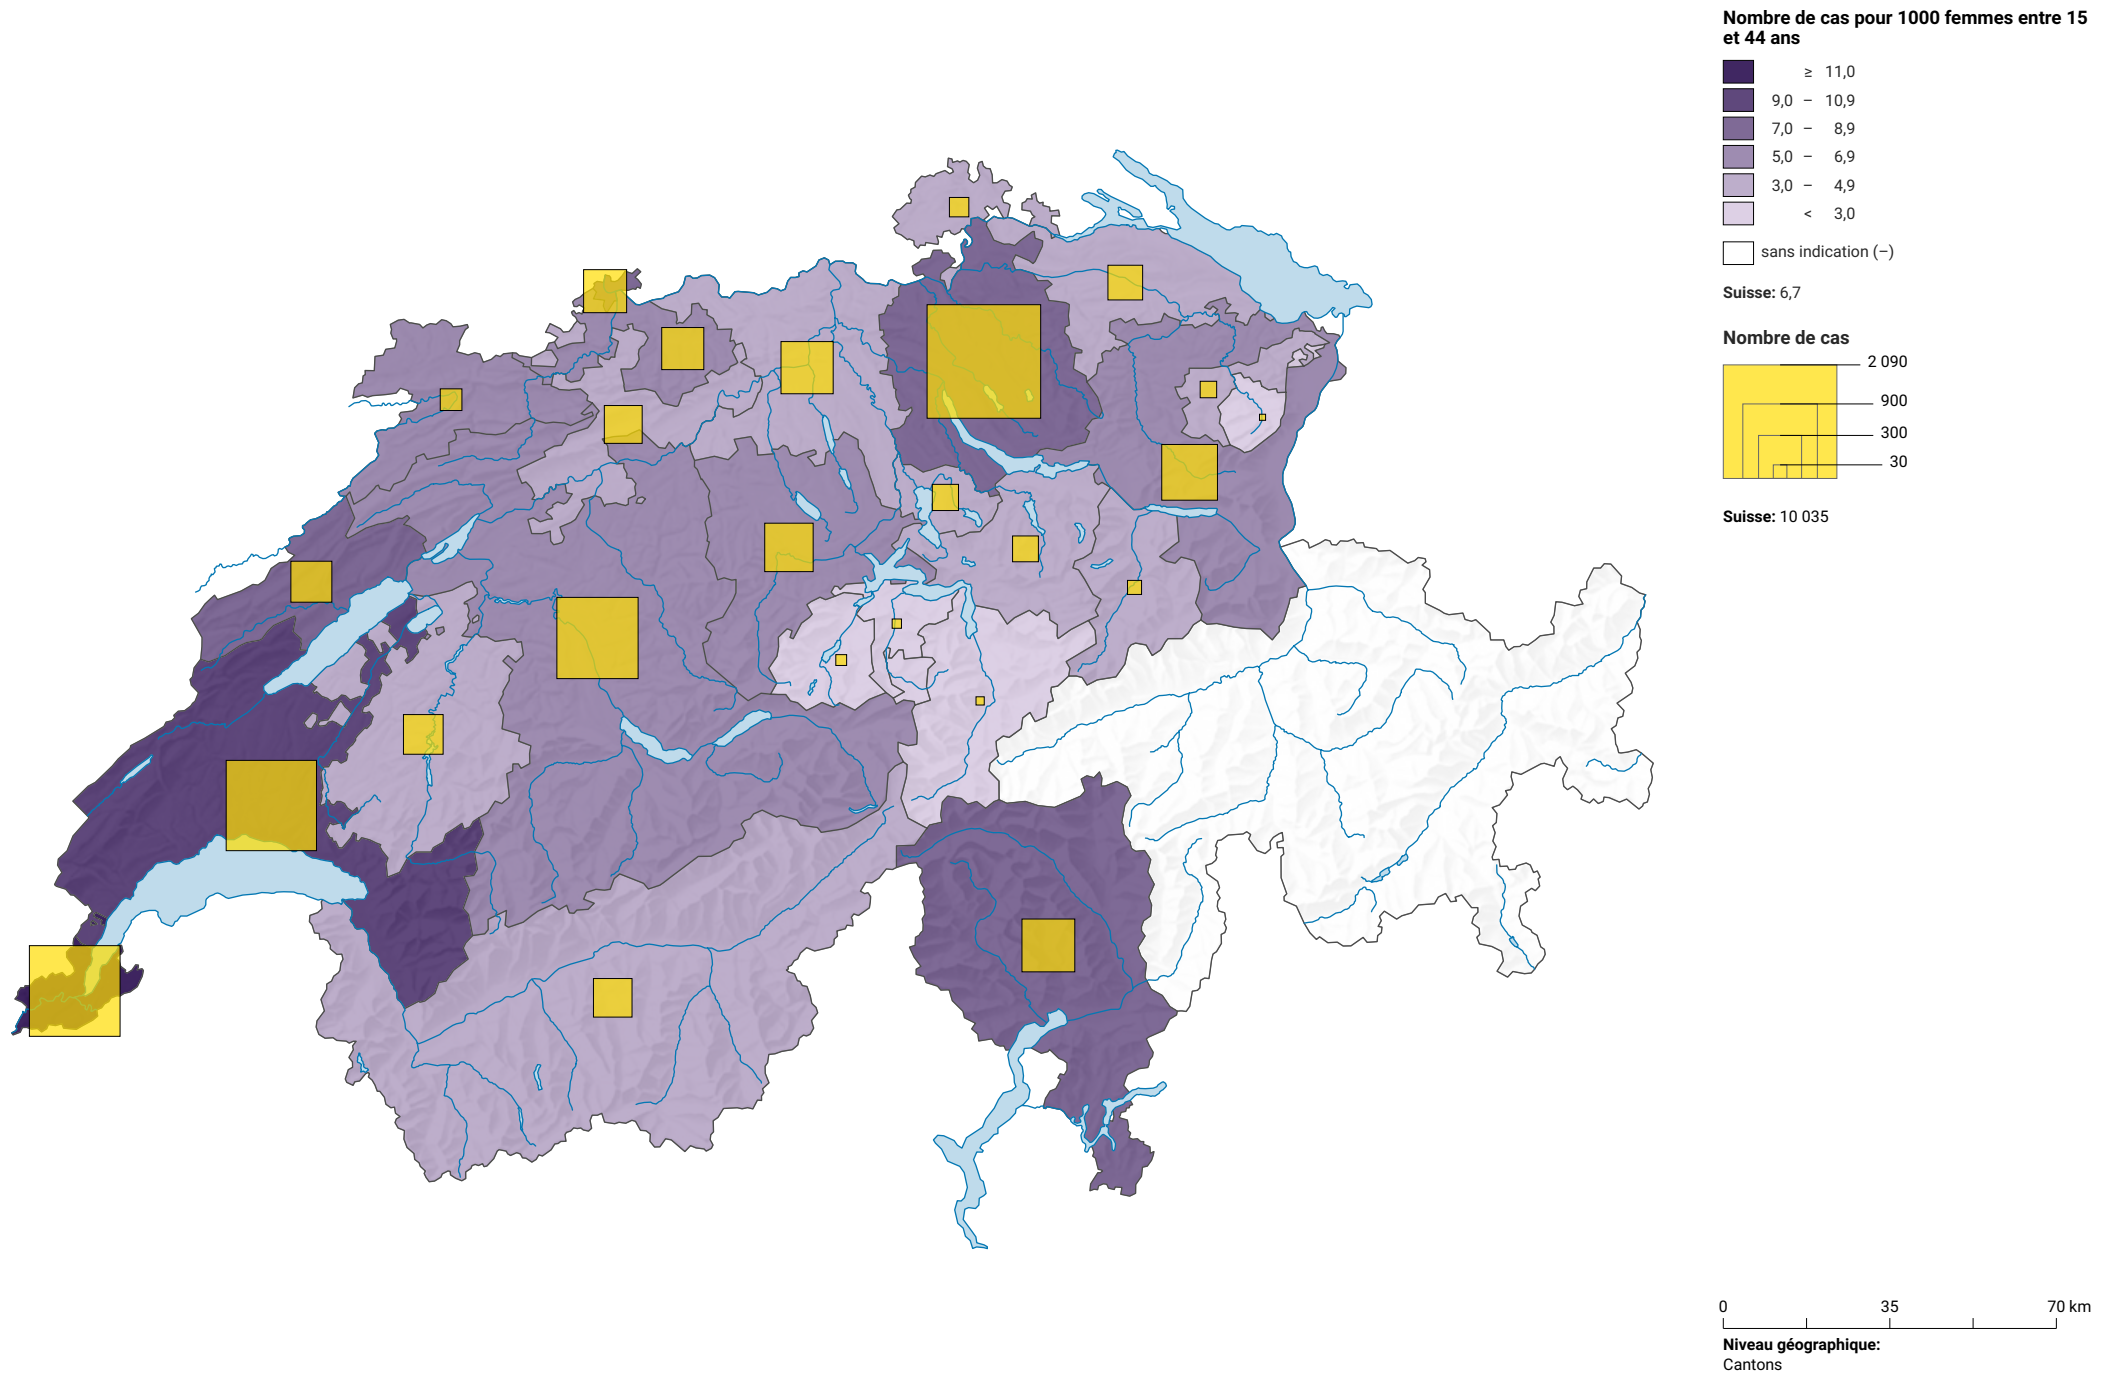 Nombre de cas pour 1000 femmes entre 15
et 44 ans
≥ 11,0
9,0 – 10,9
7,0 – 8,9
5,0 – 6,9
3,0 – 4,9
< 3,0
sans indication (–)
Suisse: 6,7
Nombre de cas
2 090
900
300
30
Suisse: 10 035
0 35 70 km
Niveau géographique:
Cantons